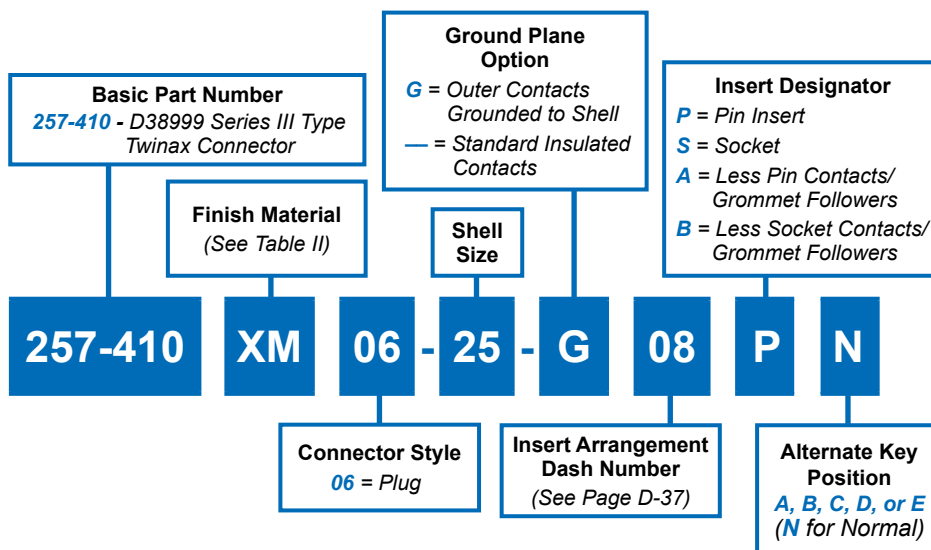 Basic Part Number
257-410 - D38999 Series III Type
Twinax Connector
Finish Material
(See Table II)
Ground Plane
Option
G = Outer Contacts
Grounded to Shell
— = Standard Insulated
Contacts
Shell
Size
Insert Designator
P = Pin Insert
S = Socket
A = Less Pin Contacts/
Grommet Followers
B = Less Socket Contacts/
Grommet Followers
257-410 XM 06 - 25 - G 08 P N
Connector Style
06 = Plug
Insert Arrangement
Dash Number
(See Page D-37)
Alternate Key
Position
A, B, C, D, or E
(N for Normal)